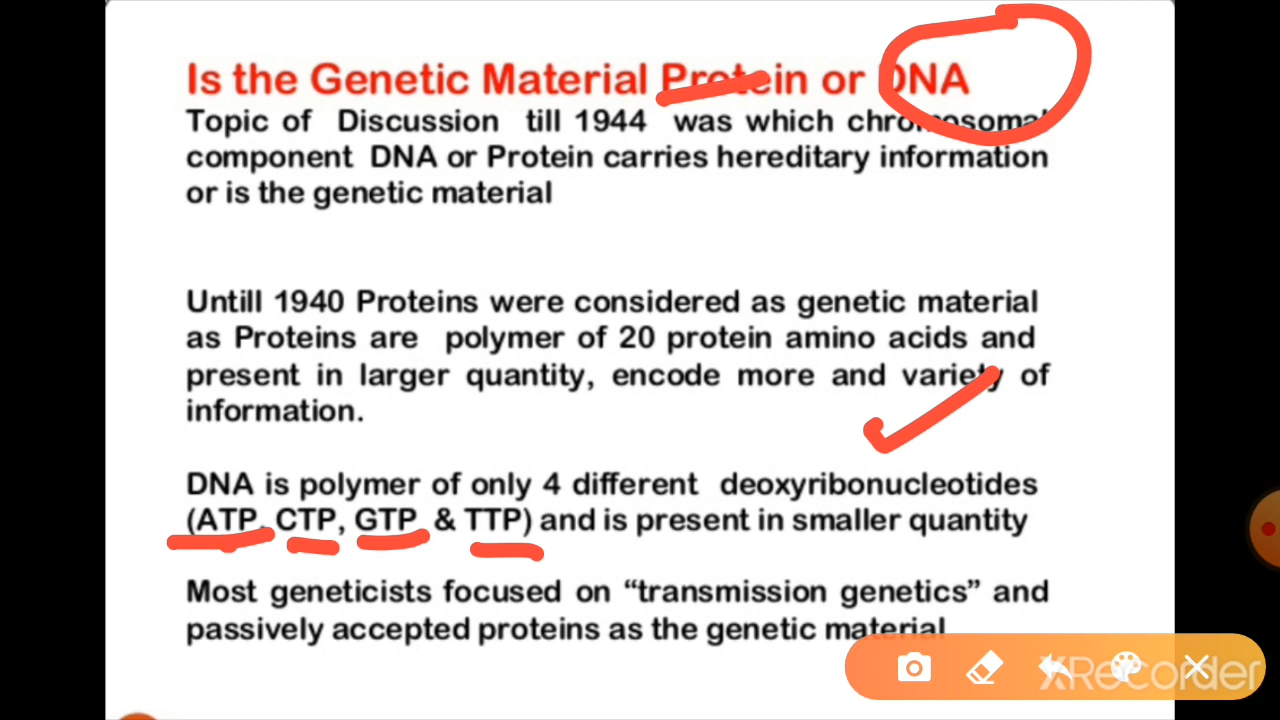 Is the Genetic Material Protein or DNA
Topic of Discussion till 1944 was which chromosomal
component DNA or Protein carries hereditary information
or is the genetic material
Untill 1940 Proteins were considered as genetic material
as Proteins are polymer of 20 protein amino acids and
present in larger quantity, encode more and variety of
information.
DNA is polymer of only 4 different deoxyribonucleotides
(ATP, CTP, GTP & TTP) and is present in smaller quantity
Most geneticists focused on “transmission genetics” and
passively accepted proteins as the genetic material
XRecorder